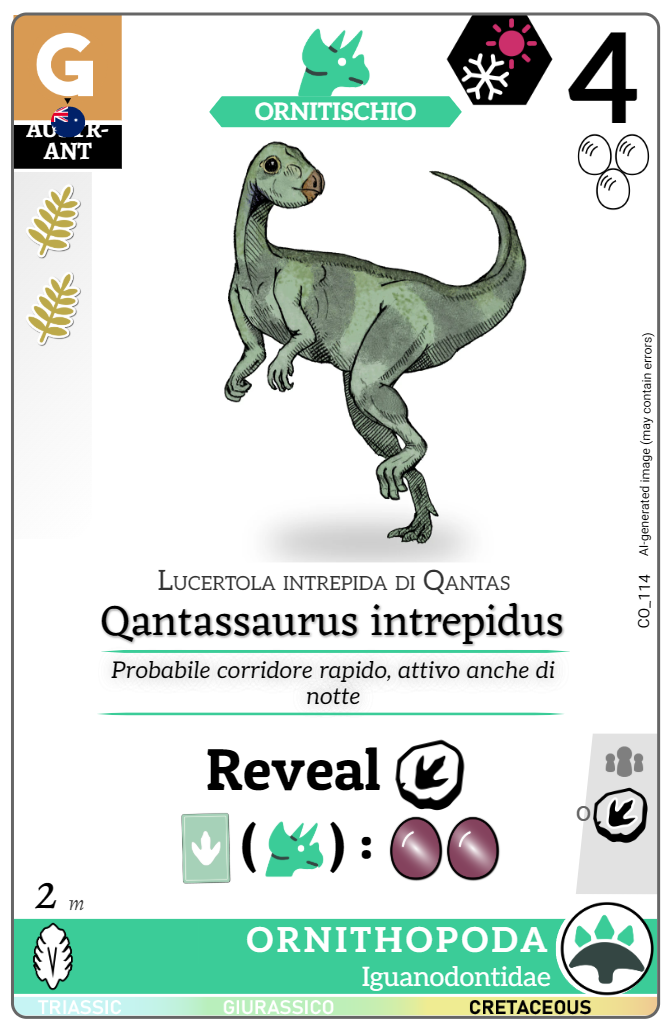 G
ORNITISCHIO
4
AUSTR-
ANT
AI-generated image (may contain errors)
CO_114
Lucertola intrepida di Qantas
Qantassaurus intrepidus
Probabile corridore rapido, attivo anche di
notte
Reveal
( ) :
O
2 m
ORNITHOPODA
Iguanodontidae
TRIASSIC GIURASSICO CRETACEOUS